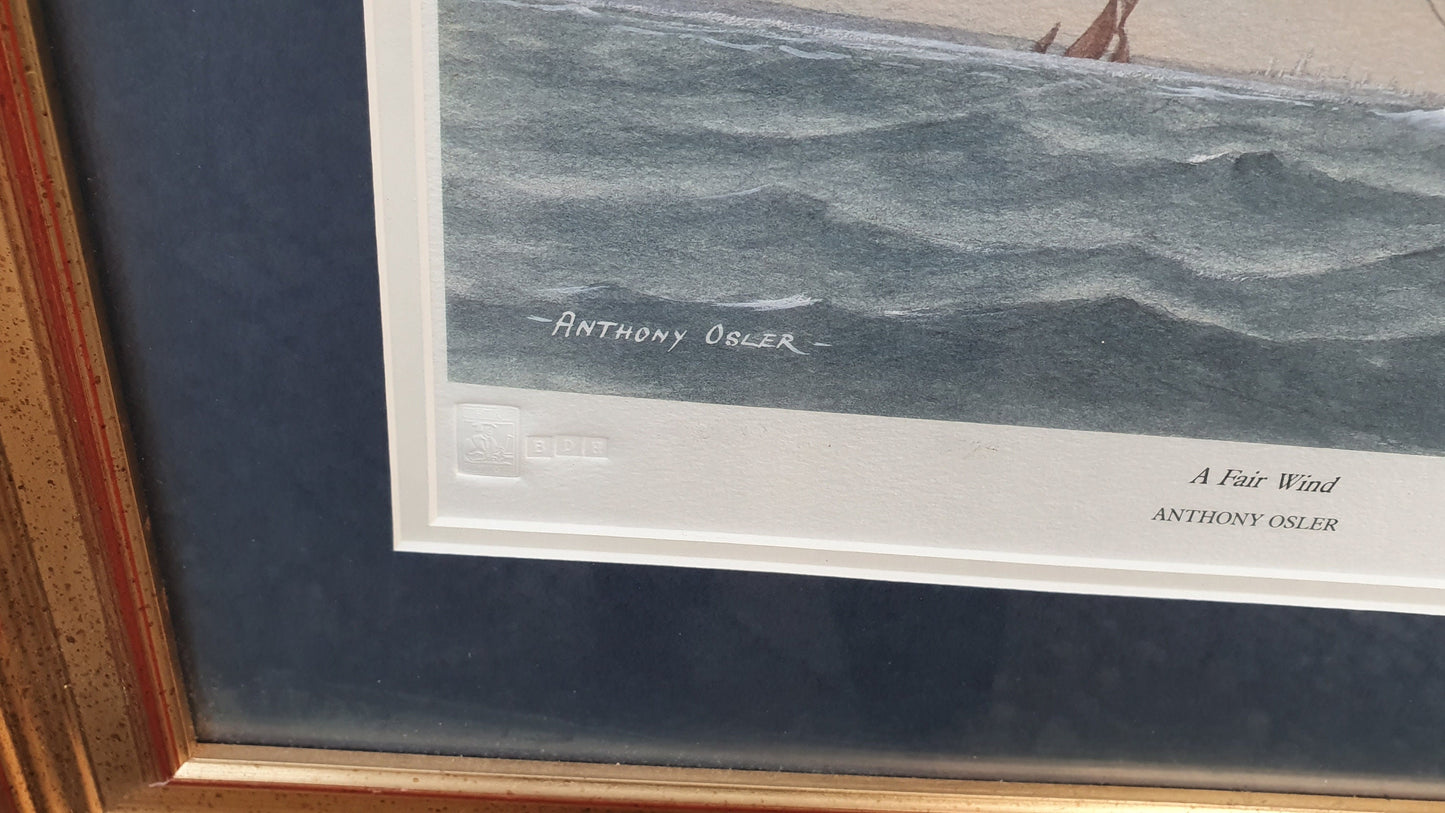 -ANTHONY OSLER-
A Fair Wind
ANTHONY OSLER